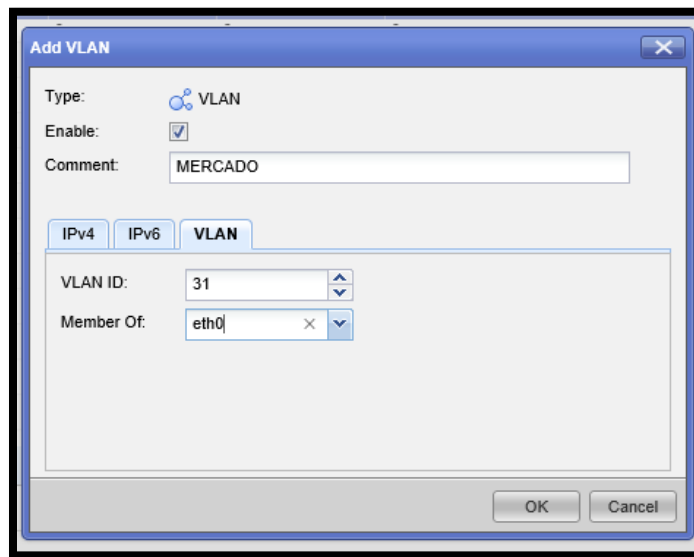 Add VLAN
Type: VLAN
Enable:
Comment: MERCADO
IPv4 IPv6 VLAN
VLAN ID: 31
Member Of: eth0
OK Cancel